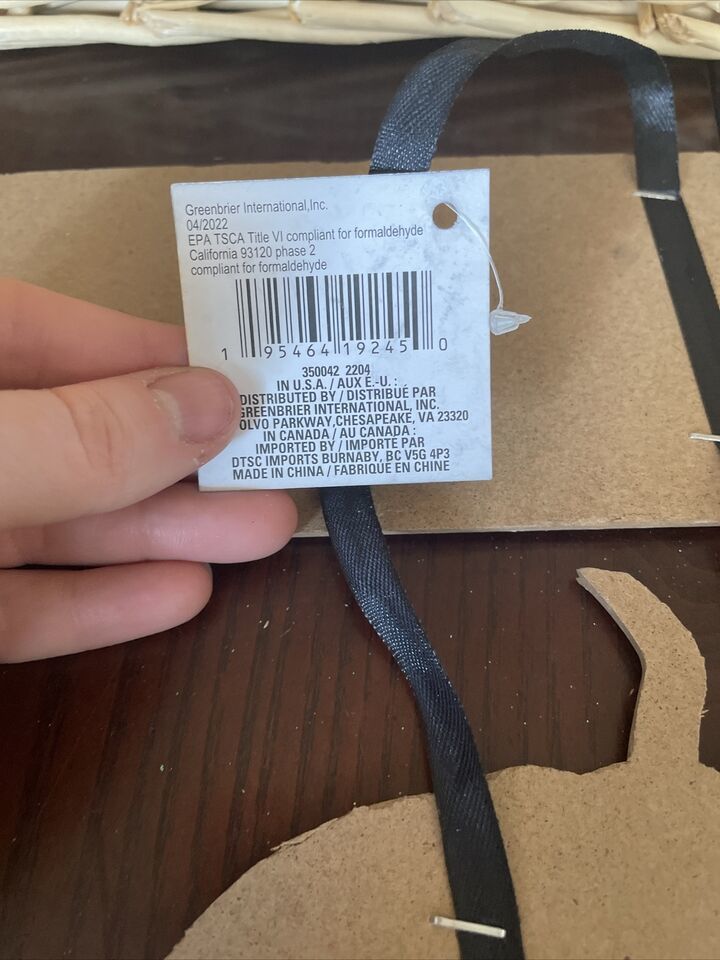 Greenbrier International,Inc.
04/2022
EPA TSCA Title VI compliant for formaldehyde
California 93120 phase 2
compliant for formaldehyde
1 95464 19245 0
350042 2204
IN U.S.A. / AUX É.-U. :
DISTRIBUTED BY / DISTRIBUÉ PAR
GREENBRIER INTERNATIONAL, INC.
OLVO PARKWAY, CHESAPEAKE, VA 23320
IN CANADA / AU CANADA :
IMPORTED BY / IMPORTÉ PAR
DTSC IMPORTS BURNABY, BC V5G 4P3
MADE IN CHINA / FABRIQUÉ EN CHINE